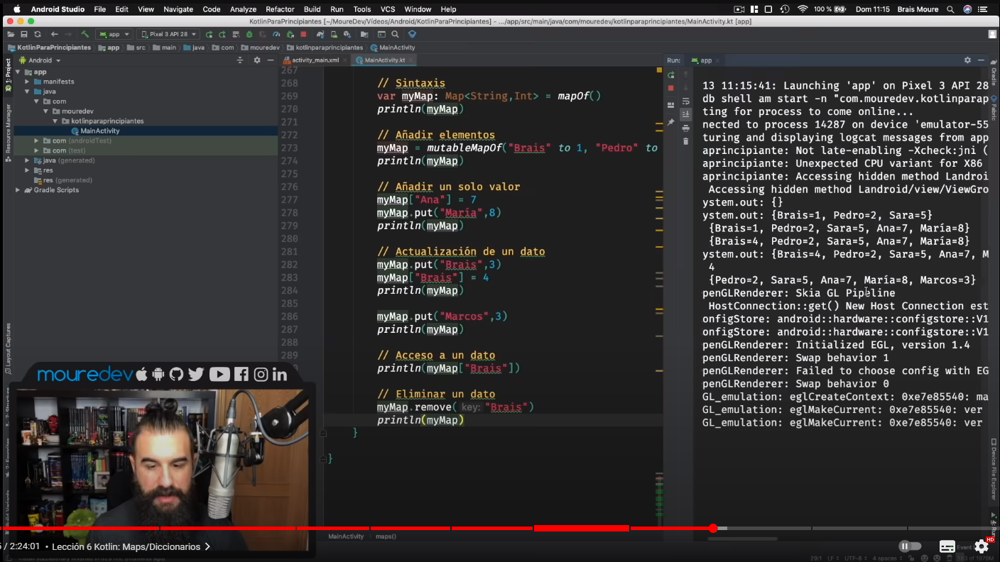 Android Studio File Edit View Navigate Code Analyze Refactor Build Run Tools VCS Window Help 100 % Dom 11:15 Brais Moure
KotlinParaPrincipiantes [~/MoureDev/Vídeos/Android/KotlinParaPrincipiantes] - .../app/src/main/java/com/mouredev/kotlinparaprincipiantes/MainActivity.kt [app]
app Pixel 3 API 28
KotlinParaPrincipiantes app src main java com mouredev kotlinparaprincipiantes MainActivity
Android
activity_main.xml MainActivity.kt
Run: app
1: Project
Resource Manager
Layout Captures
app
manifests
java
com
mouredev
kotlinparaprincipiantes
MainActivity
com (androidTest)
com (test)
java (generated)
res
res (generated)
Gradle Scripts
267
268 // Sintaxis
269 var myMap: Map<String,Int> = mapOf()
270 println(myMap)
271
272 // Añadir elementos
273 myMap = mutableMapOf("Brais" to 1, "Pedro" to
274 println(myMap)
275
276 // Añadir un solo valor
277 myMap["Ana"] = 7
278 myMap.put("María",8)
279 println(myMap)
280
281 // Actualización de un dato
282 myMap.put("Brais",3)
283 myMap["Brais"] = 4
284 println(myMap)
285
286 myMap.put("Marcos",3)
287 println(myMap)
288
289 // Acceso a un dato
println(myMap["Brais"])
// Eliminar un dato
myMap.remove( key: "Brais")
println(myMap)
}
}
13 11:15:41: Launching 'app' on Pixel 3 API 28
db shell am start -n "com.mouredev.kotlinparap
ting for process to come online...
nected to process 14287 on device 'emulator-55
turing and displaying logcat messages from app
aprincipiante: Not late-enabling -Xcheck:jni (
aprincipiante: Unexpected CPU variant for X86
aprincipiante: Accessing hidden method Landroi
Accessing hidden method Landroid/view/ViewGro
ystem.out: {}
ystem.out: {Brais=1, Pedro=2, Sara=5}
{Brais=1, Pedro=2, Sara=5, Ana=7, María=8}
{Brais=4, Pedro=2, Sara=5, Ana=7, María=8}
ystem.out: {Brais=4, Pedro=2, Sara=5, Ana=7, M
4
{Pedro=2, Sara=5, Ana=7, María=8, Marcos=3}
penGLRenderer: Skia GL Pipeline
HostConnection::get() New Host Connection est
onfigStore: android::hardware::configstore::V1
onfigStore: android::hardware::configstore::V1
penGLRenderer: Initialized EGL, version 1.4
penGLRenderer: Swap behavior 1
penGLRenderer: Failed to choose config with EG
penGLRenderer: Swap behavior 0
GL_emulation: eglCreateContext: 0xe7e85540: ma
GL_emulation: eglMakeCurrent: 0xe7e85540: ver
GL_emulation: eglMakeCurrent: 0xe7e85540: ver
Gradle
Fabric
Device File Explorer
mouredev
MainActivity maps()
/ 2:24:01 • Lección 6 Kotlin: Maps/Diccionarios
HD
Event
29:1 LF UTF-8 4 spaces